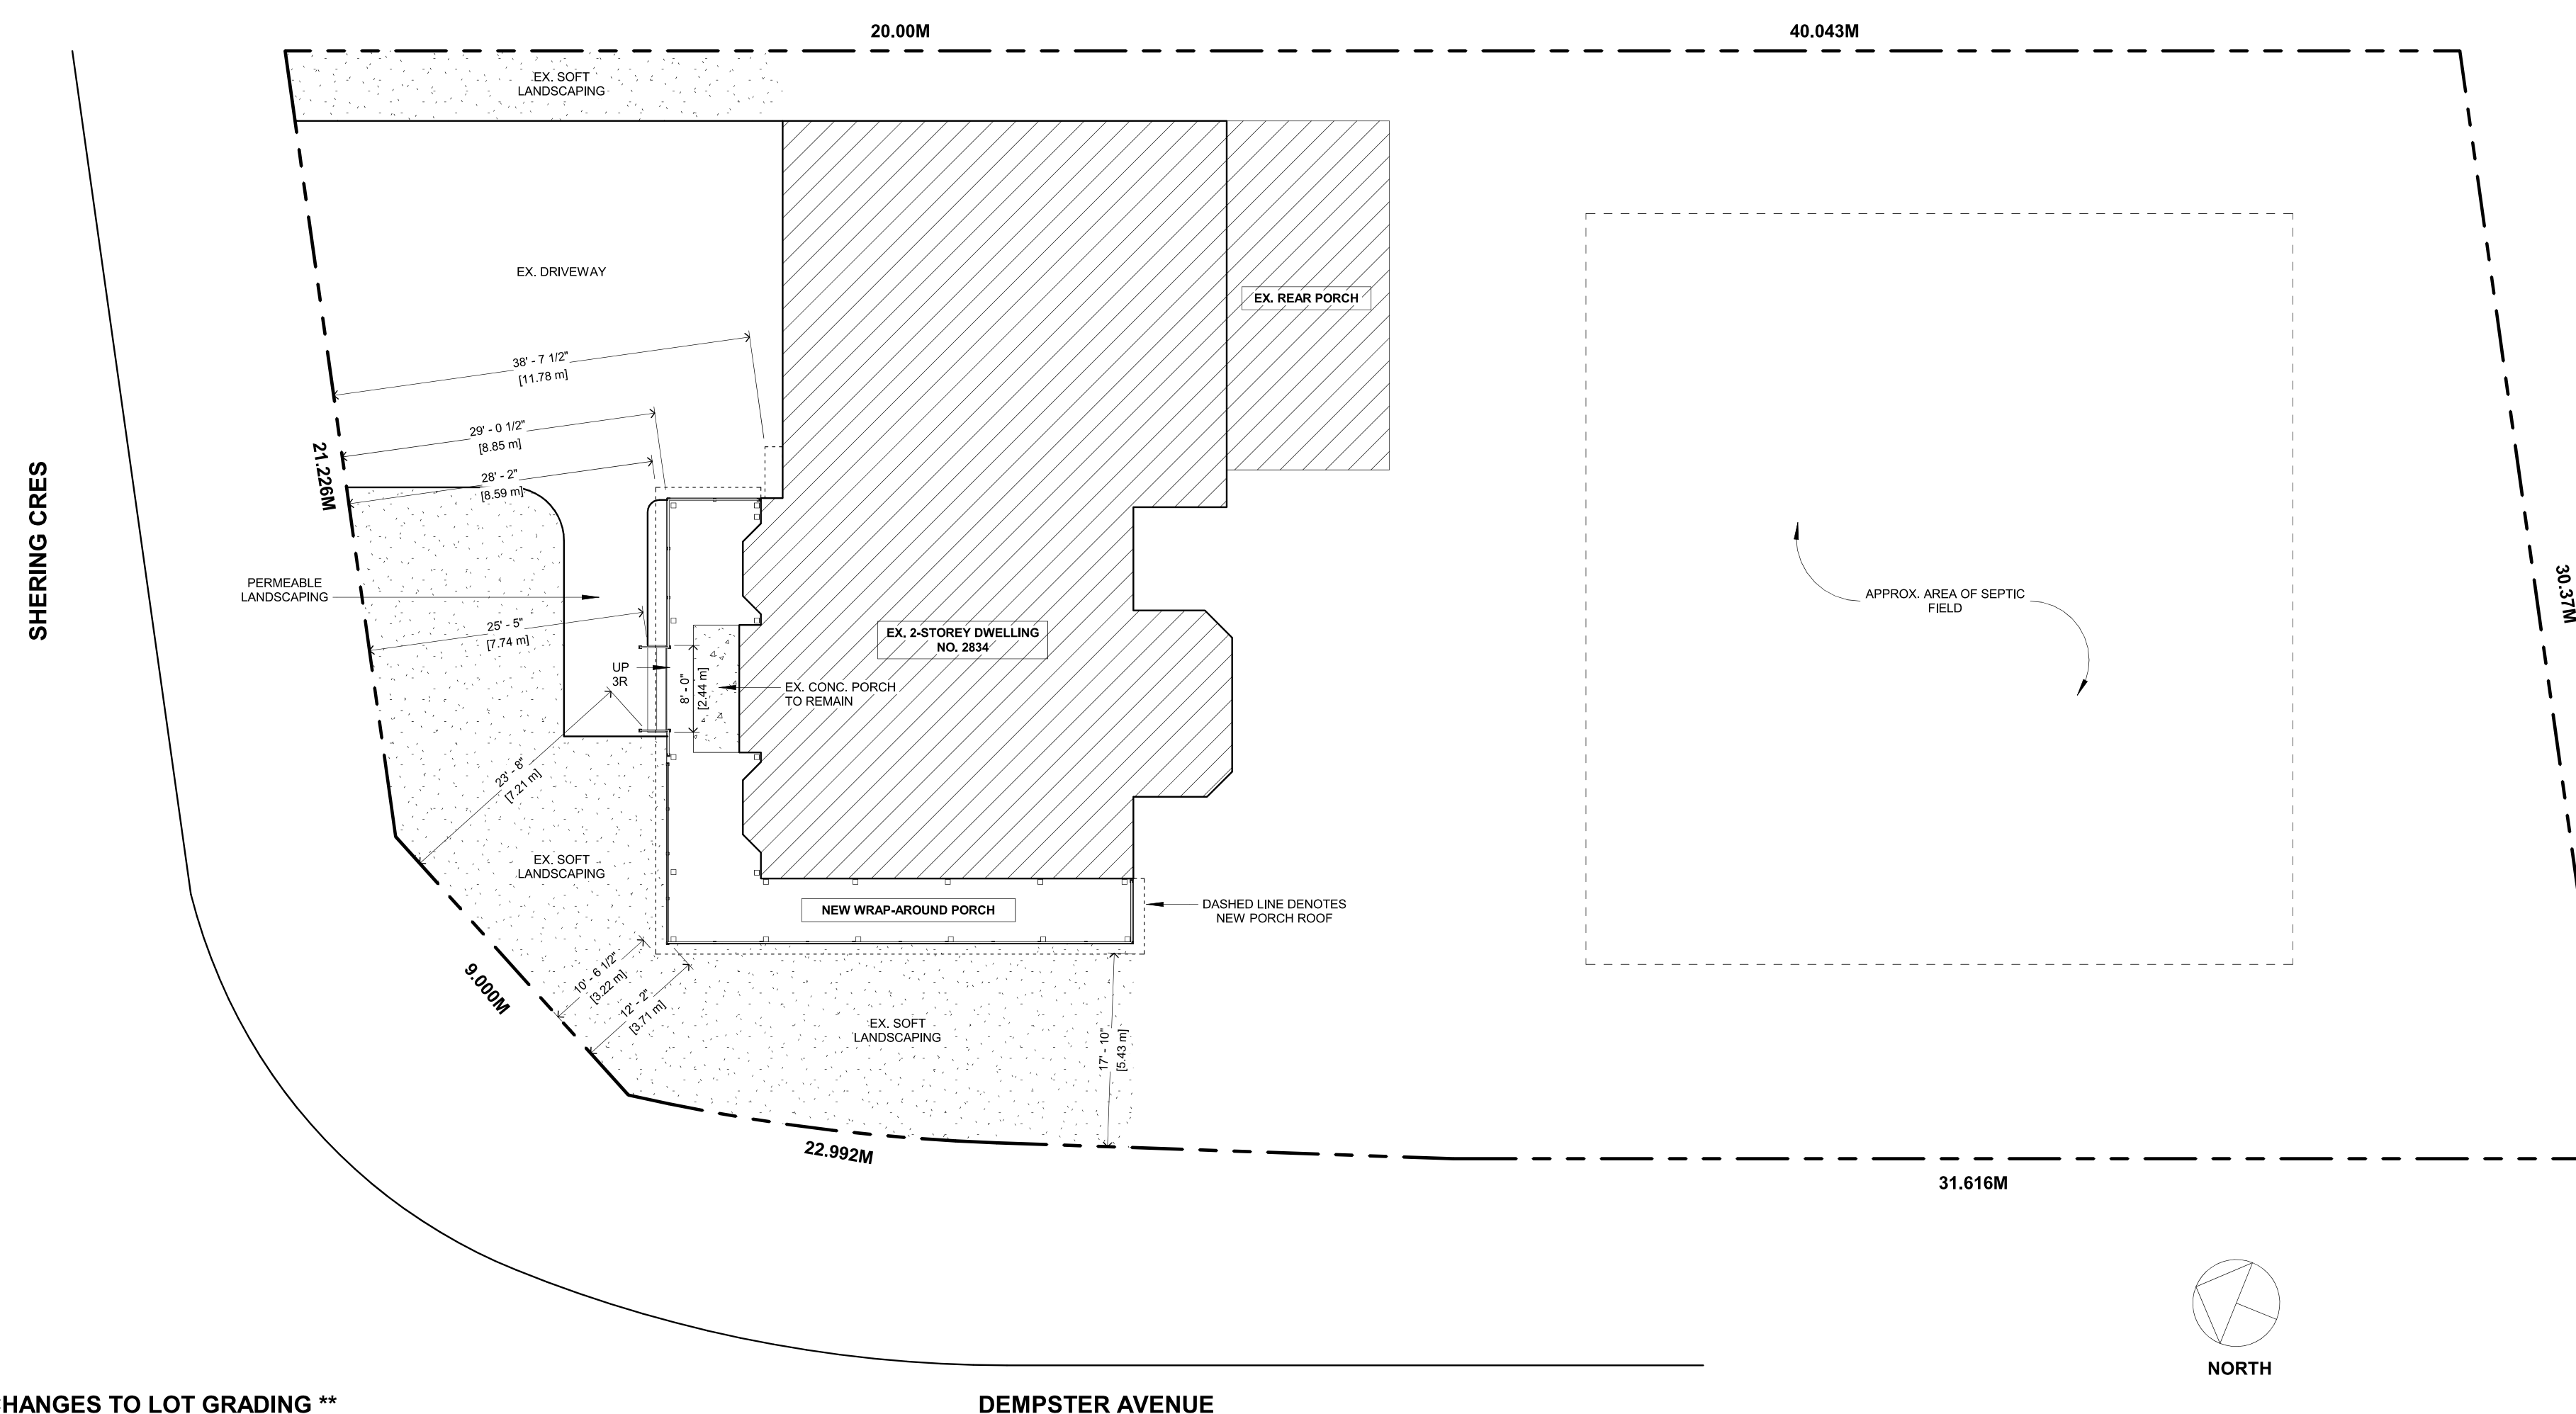 20.00M
40.043M
EX. SOFT
LANDSCAPING
EX. DRIVEWAY
EX. REAR PORCH
38' - 7 1/2"
[11.78 m]
29' - 0 1/2"
[8.85 m]
28' - 2"
[8.59 m]
21.226M
SHERING CRES
PERMEABLE
LANDSCAPING
25' - 5"
[7.74 m]
UP
3R
8' - 0"
[2.44 m]
EX. CONC. PORCH
TO REMAIN
EX. 2-STOREY DWELLING
NO. 2834
APPROX. AREA OF SEPTIC
FIELD
30.37M
23' - 8"
[7.21 m]
EX. SOFT
LANDSCAPING
NEW WRAP-AROUND PORCH
DASHED LINE DENOTES
NEW PORCH ROOF
9.000M
10' - 6 1/2"
[3.22 m]
12' - 2"
[3.71 m]
EX. SOFT
LANDSCAPING
17' - 10"
[5.43 m]
22.992M
31.616M
NORTH
HANGES TO LOT GRADING **
DEMPSTER AVENUE